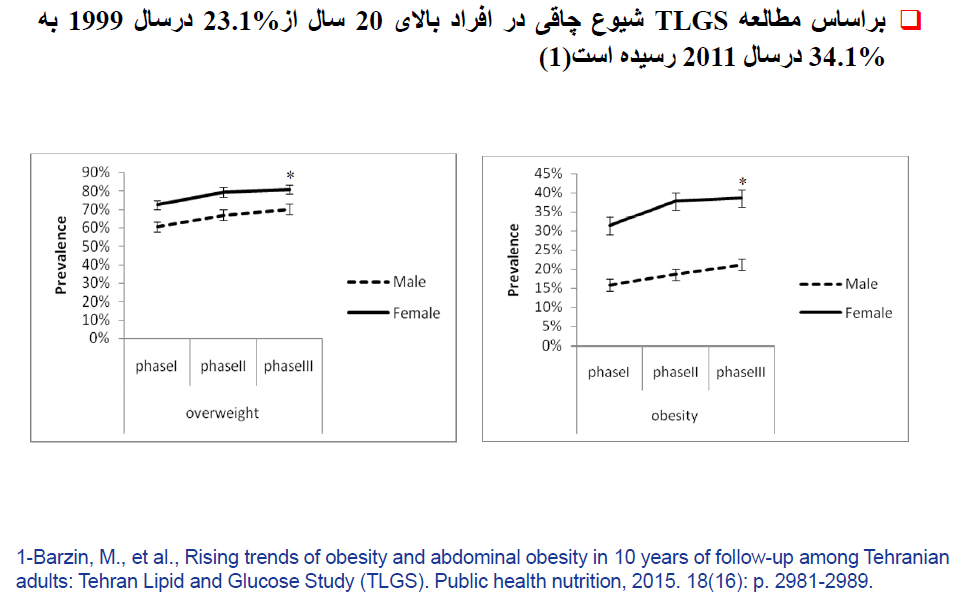 براساس مطالعه TLGS شیوع چاقی در افراد بالای 20 سال از23.1% درسال 1999 به
34.1% درسال 2011 رسیده است(1)
90%
80%
70%
60%
50%
40%
30%
20%
10%
0%
Prevalence
*
Male
Female
phaseI phaseII phaseIII
overweight
45%
40%
35%
30%
25%
20%
15%
10%
5%
0%
Prevalence
*
Male
Female
phaseI phaseII phaseIII
obesity
1-Barzin, M., et al., Rising trends of obesity and abdominal obesity in 10 years of follow-up among Tehranian
adults: Tehran Lipid and Glucose Study (TLGS). Public health nutrition, 2015. 18(16): p. 2981-2989.